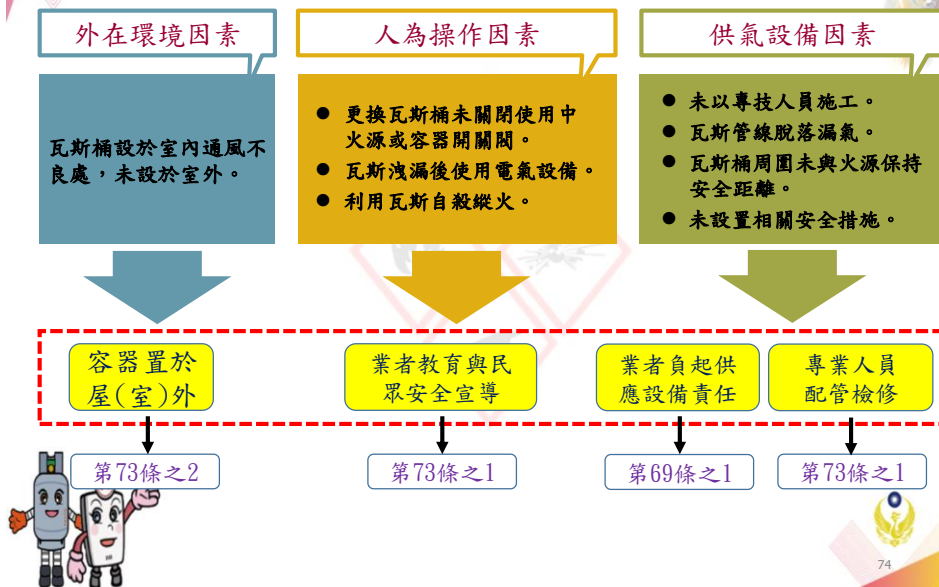 外在環境因素
瓦斯桶設於室內通風不
良處，未設於室外。
人為操作因素
● 更換瓦斯桶未關閉使用中
火源或容器開關閥。
● 瓦斯洩漏後使用電氣設備。
● 利用瓦斯自殺縱火。
供氣設備因素
● 未以專技人員施工。
● 瓦斯管線脫落漏氣。
● 瓦斯桶周圍未與火源保持
安全距離。
● 未設置相關安全措施。
容器置於
屋(室)外
業者教育與民
眾安全宣導
業者負起供
應設備責任
專業人員
配管檢修
第73條之2
第73條之1
第69條之1
第73條之1
74